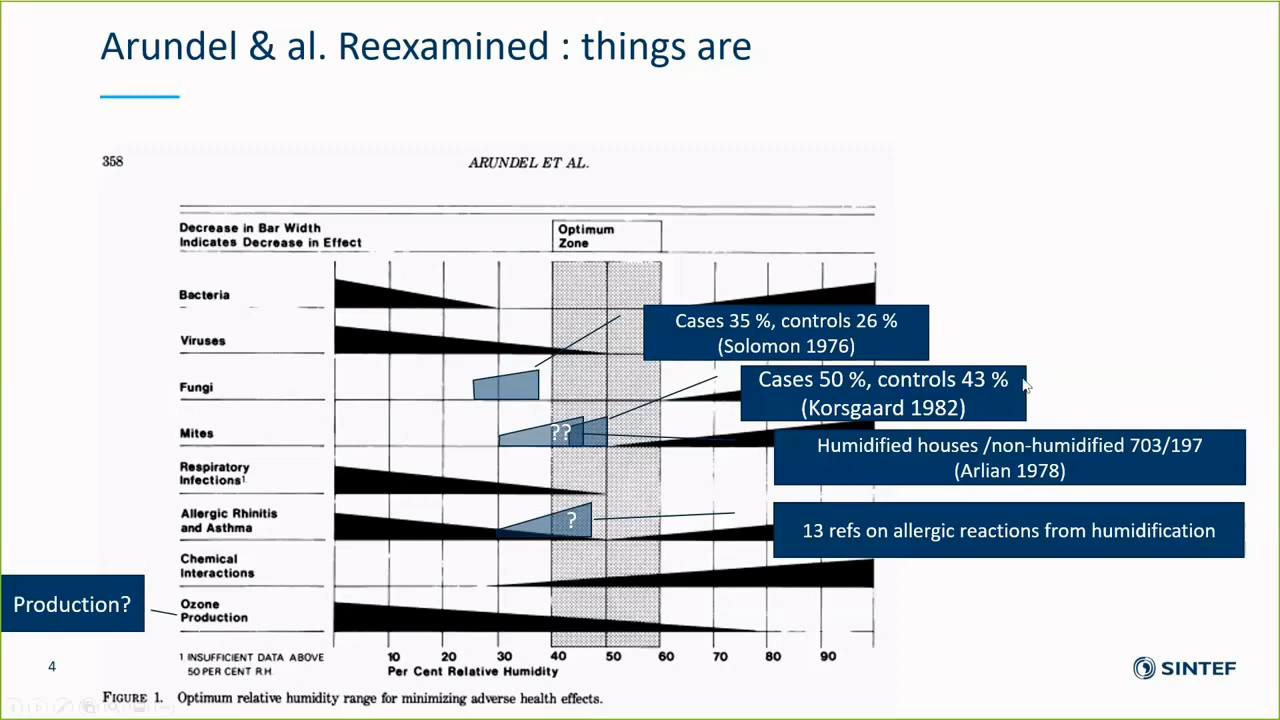 Arundel & al. Reexamined : things are
358
ARUNDEL ET AL.
Decrease in Bar Width
Indicates Decrease in Effect
Optimum
Zone
Bacteria
Viruses
Fungi
Mites
Respiratory
Infections1.
Allergic Rhinitis
and Asthma
Chemical
Interactions
Ozone
Production
Cases 35 %, controls 26 %
(Solomon 1976)
Cases 50 %, controls 43 %
(Korsgaard 1982)
??
Humidified houses /non-humidified 703/197
(Arlian 1978)
?
13 refs on allergic reactions from humidification
Production?
1 INSUFFICIENT DATA ABOVE
50 PER CENT R.H.
10 20 30 40 50 60 70 80 90
Per Cent Relative Humidity
FIGURE 1. Optimum relative humidity range for minimizing adverse health effects.
4
SINTEF